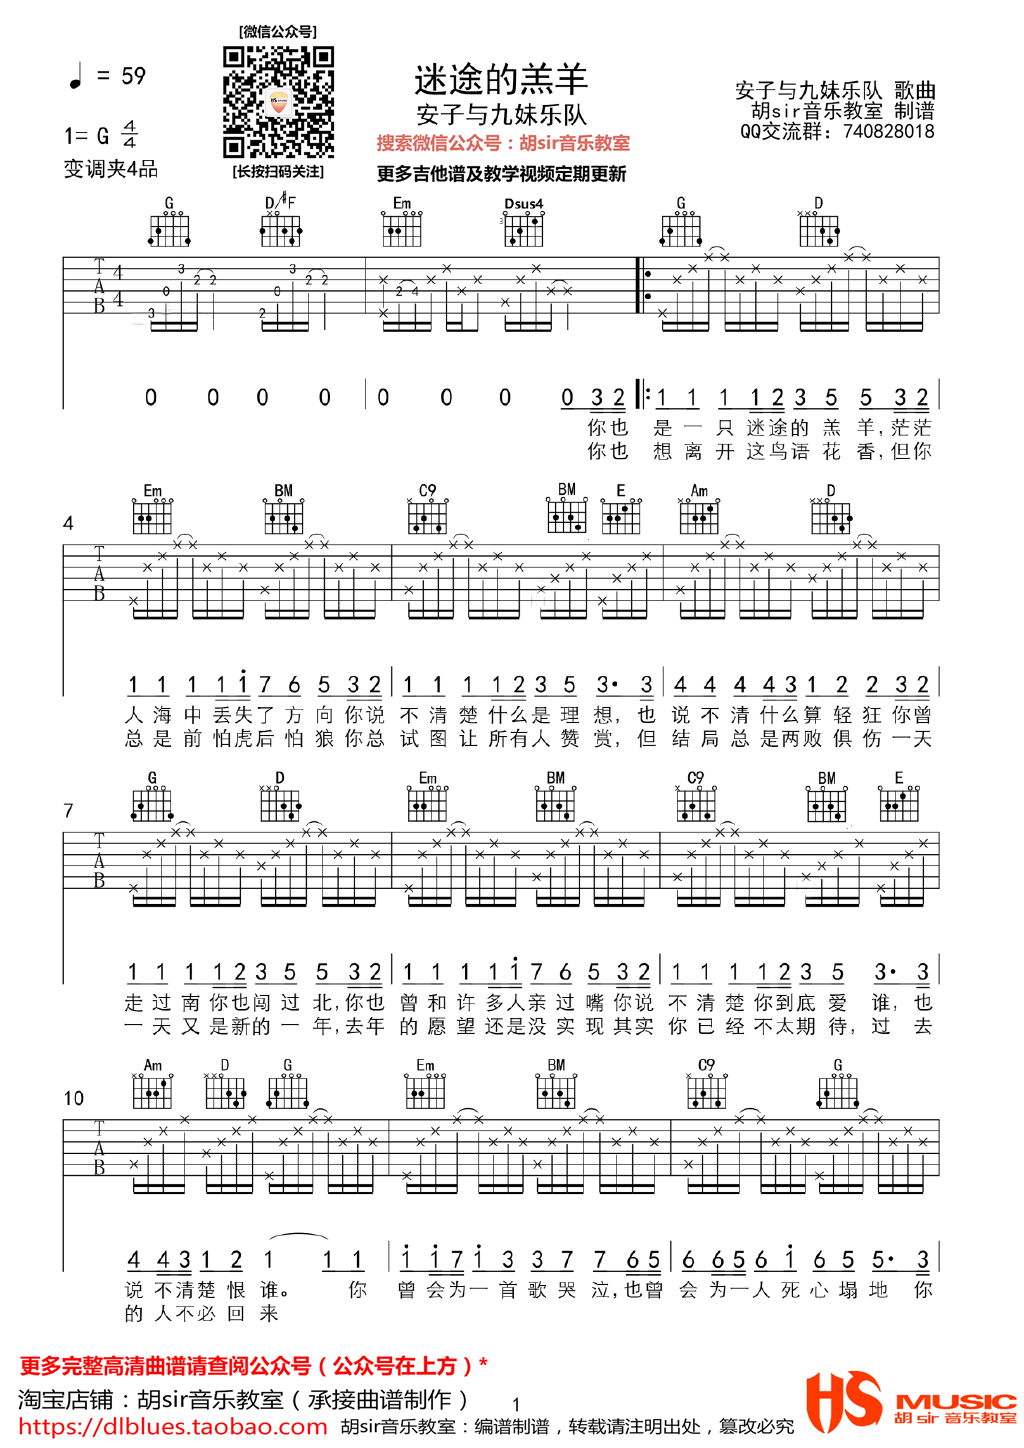 [微信公众号]
♩ = 59
迷途的羔羊
安子与九妹乐队 歌曲
安子与九妹乐队
胡sir音乐教室 制谱
1= G 4/4
搜索微信公众号：胡sir音乐教室
QQ交流群：740828018
变调夹4品
[长按扫码关注]
更多吉他谱及教学视频定期更新
G D/#F Em Dsus4 G D
T A B 4 4
3 0 3 2 2 2 0 3 2 2 2 4
0 0 0 0 0 0 0 0 3 2 1 1 1 1 2 3 5 5 3 2
你也 是一只迷途的羔羊,茫茫
你也 想离开这鸟语花香,但你
Em BM C9 BM E Am D
4
T A B
1 1 1 1 i 7 6 5 3 2 1 1 1 1 2 3 5 3· 3 4 4 4 4 3 1 2 2 3 2
人海中丢失了方向你说 不清楚什么是理想,也 说不清什么算轻狂你曾
总是前怕虎后怕狼你总 试图让所有人赞赏,但 结局总是两败俱伤一天
G D Em BM C9 BM E
7
T A B
1 1 1 1 2 3 5 5 3 2 1 1 1 1 i 7 6 5 3 2 1 1 1 1 2 3 5 3· 3
走过南你也闯过北,你也 曾和许多人亲过嘴你说 不清楚你到底爱谁,也
一天又是新的一年,去年 的愿望还是没实现其实 你已经不太期待,过去
Am D G Em BM C9 G
10
T A B
4 4 3 1 2 1 1 1 i i 7 i 3 3 7 7 6 5 6 6 5 6 i 5 5· 3
说不清楚恨谁。 你 曾会为一首歌哭泣,也曾 会为一人死心塌地 你
的人不必回来
更多完整高清曲谱请查阅公众号（公众号在上方）*
淘宝店铺：胡sir音乐教室（承接曲谱制作）
1
https://dlblues.taobao.com
胡sir音乐教室：编谱制谱，转载请注明出处，篡改必究
HS MUSIC
胡 sir 音乐教室